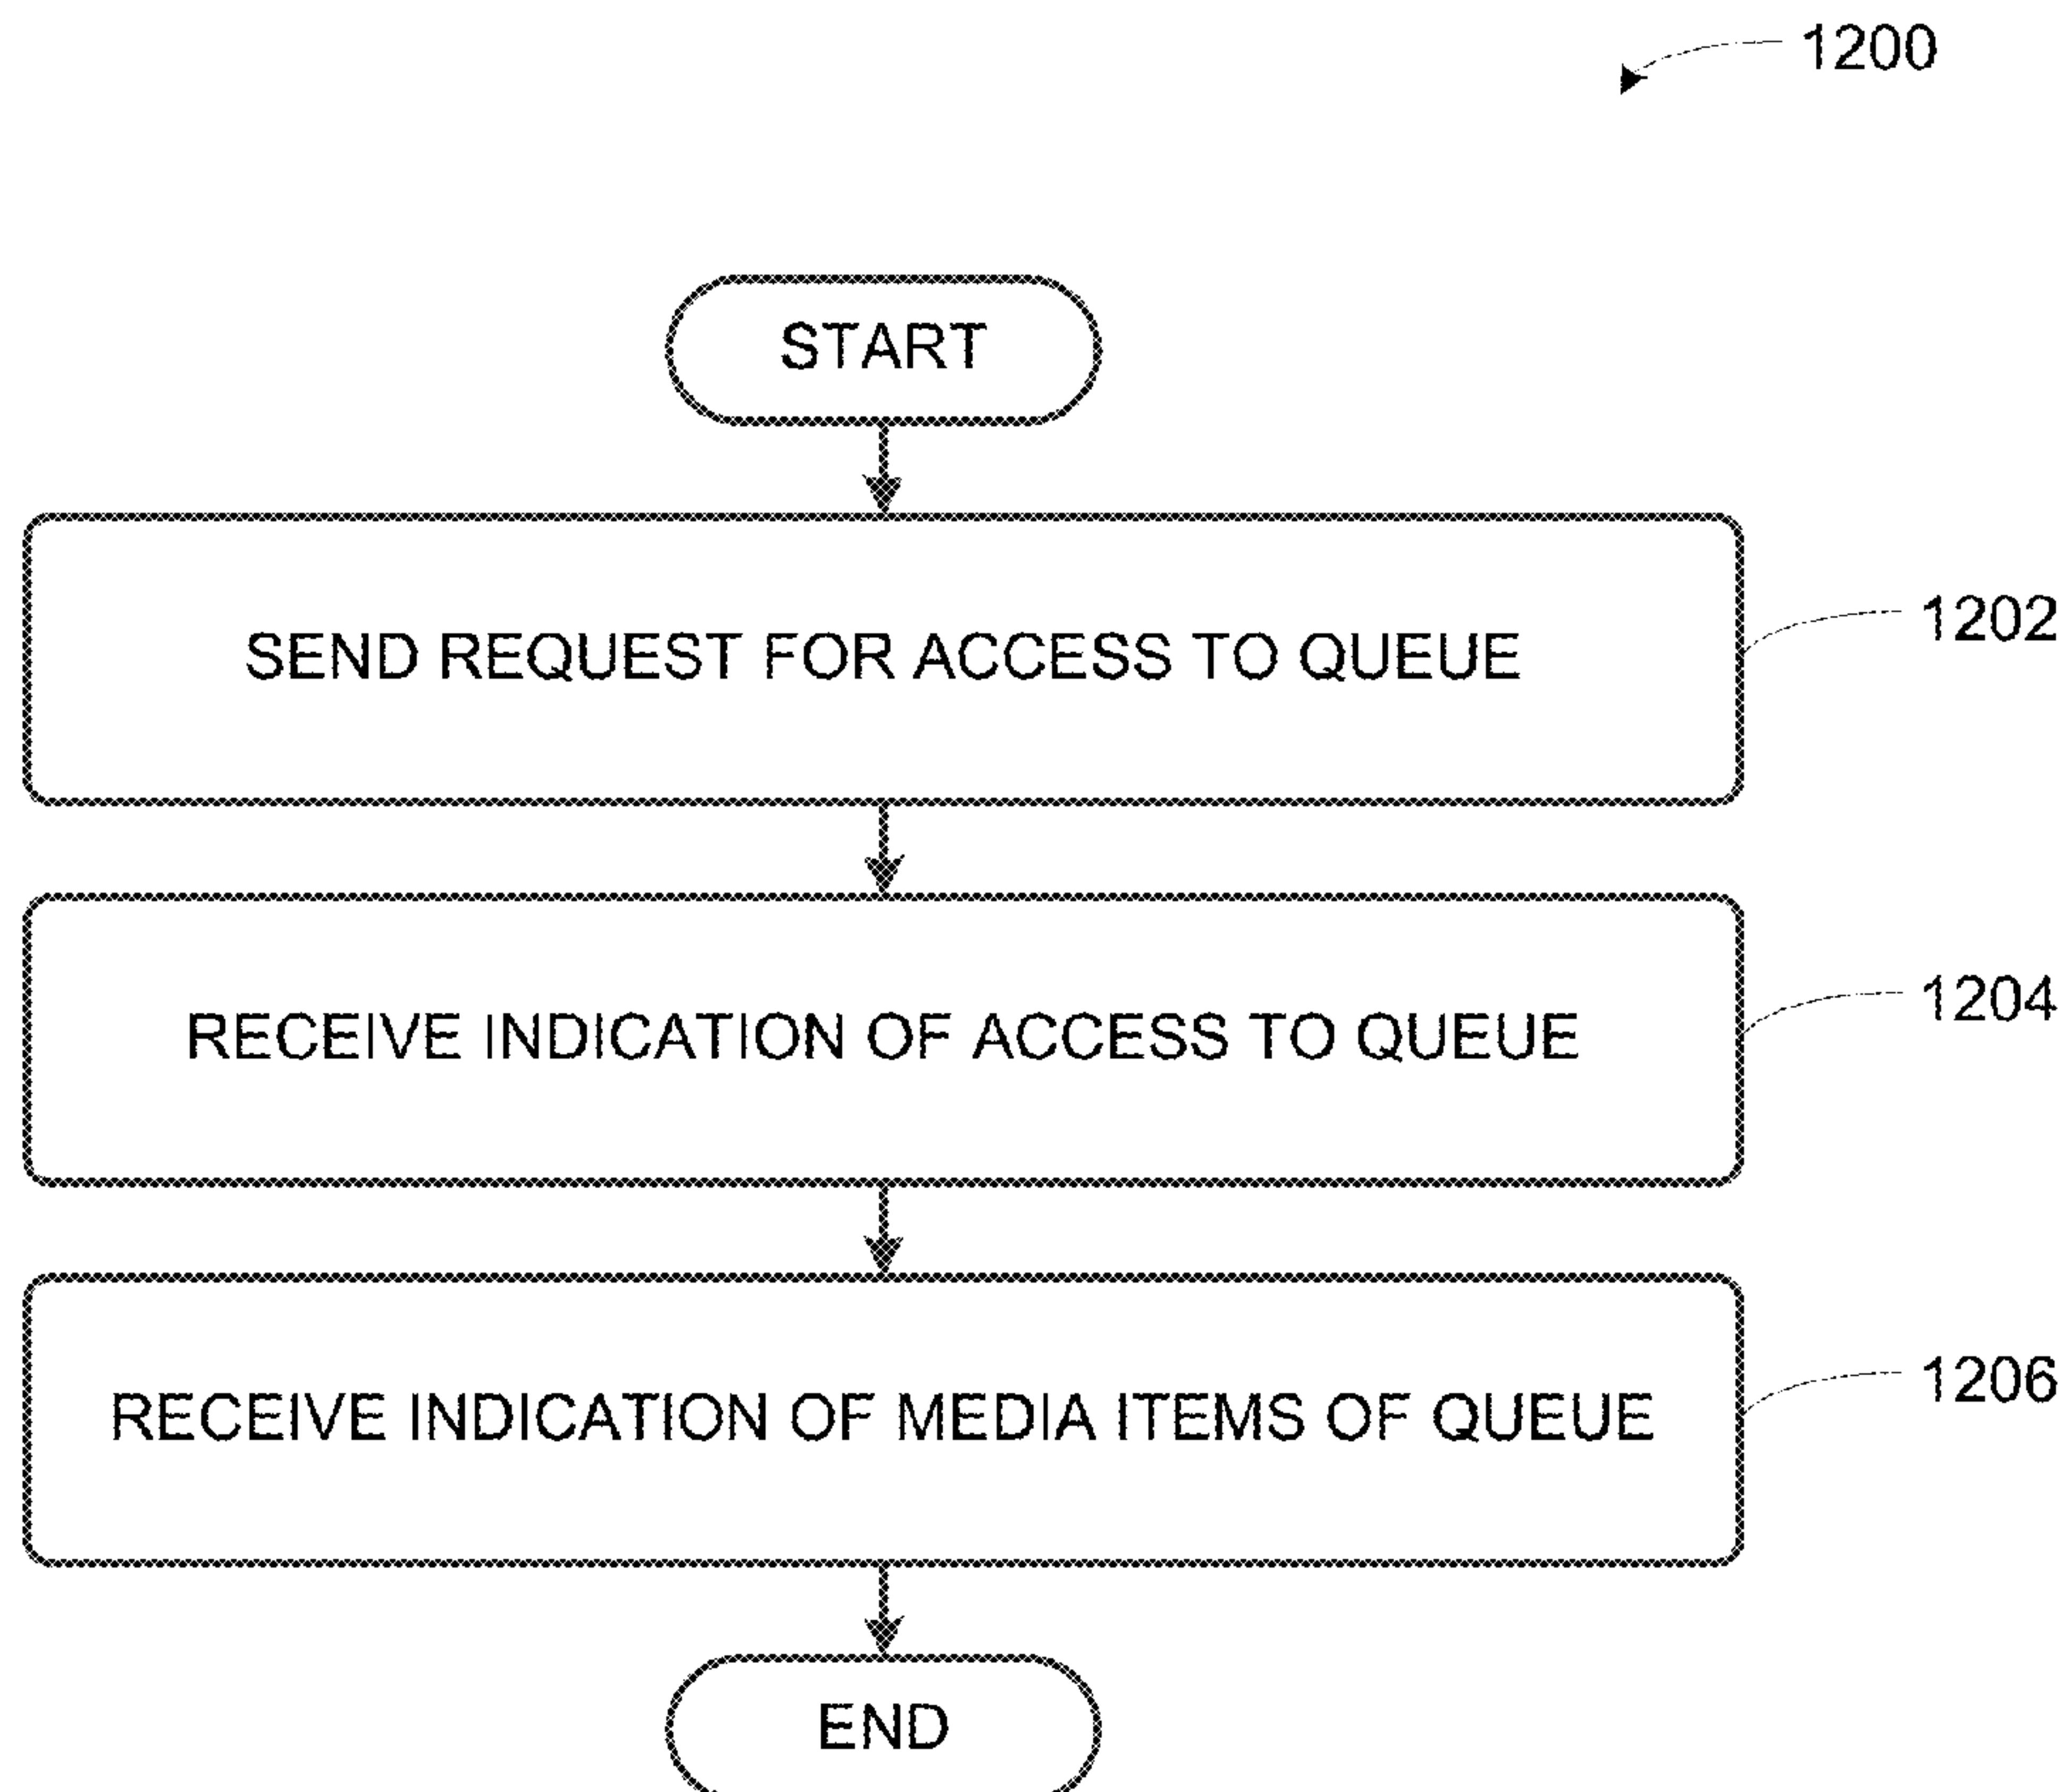 1200
START
SEND REQUEST FOR ACCESS TO QUEUE
1202
RECEIVE INDICATION OF ACCESS TO QUEUE
1204
RECEIVE INDICATION OF MEDIA ITEMS OF QUEUE
1206
END